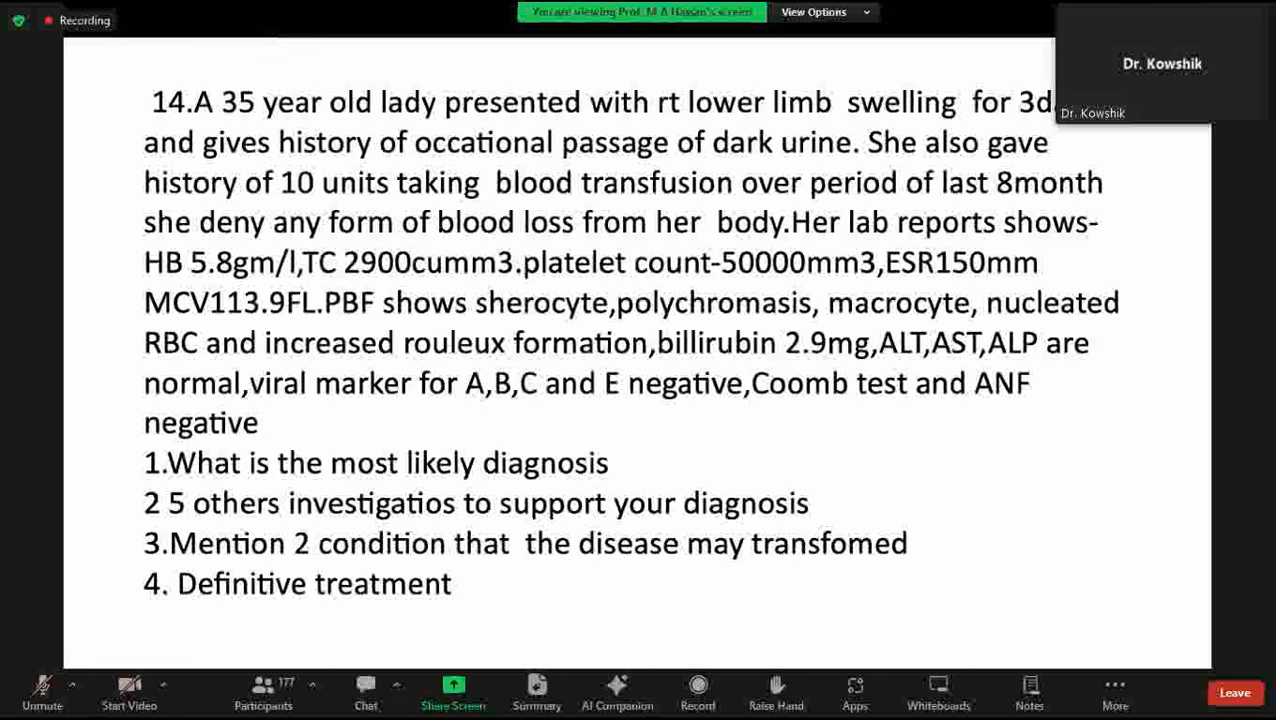 Recording
You are viewing Prof. M A Hassan's screen
View Options
Dr. Kowshik
Dr. Kowshik
14.A 35 year old lady presented with rt lower limb swelling for 3d
and gives history of occational passage of dark urine. She also gave
history of 10 units taking blood transfusion over period of last 8month
she deny any form of blood loss from her body.Her lab reports shows-
HB 5.8gm/l,TC 2900cumm3.platelet count-50000mm3,ESR150mm
MCV113.9FL.PBF shows sherocyte,polychromasis, macrocyte, nucleated
RBC and increased rouleux formation,billirubin 2.9mg,ALT,AST,ALP are
normal,viral marker for A,B,C and E negative,Coomb test and ANF
negative
1.What is the most likely diagnosis
2 5 others investigatios to support your diagnosis
3.Mention 2 condition that the disease may transfomed
4. Definitive treatment
Unmute
Start Video
177
Participants
Chat
Share Screen
Summary
AI Companion
Record
Raise Hand
Apps
Whiteboards
Notes
More
Leave